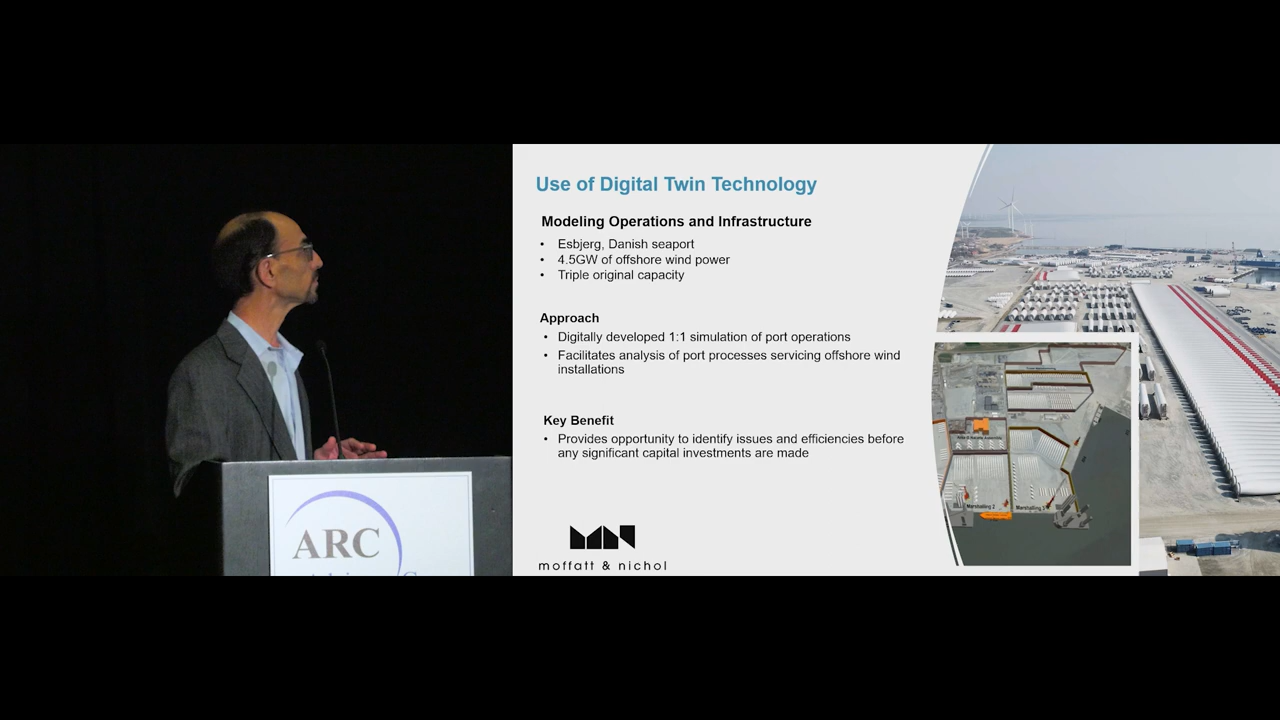 Use of Digital Twin Technology
Modeling Operations and Infrastructure
• Esbjerg, Danish seaport
• 4.5GW of offshore wind power
• Triple original capacity
Approach
• Digitally developed 1:1 simulation of port operations
• Facilitates analysis of port processes servicing offshore wind
installations
Key Benefit
• Provides opportunity to identify issues and efficiencies before
any significant capital investments are made
moffatt & nichol
Marshalling 2
ARC